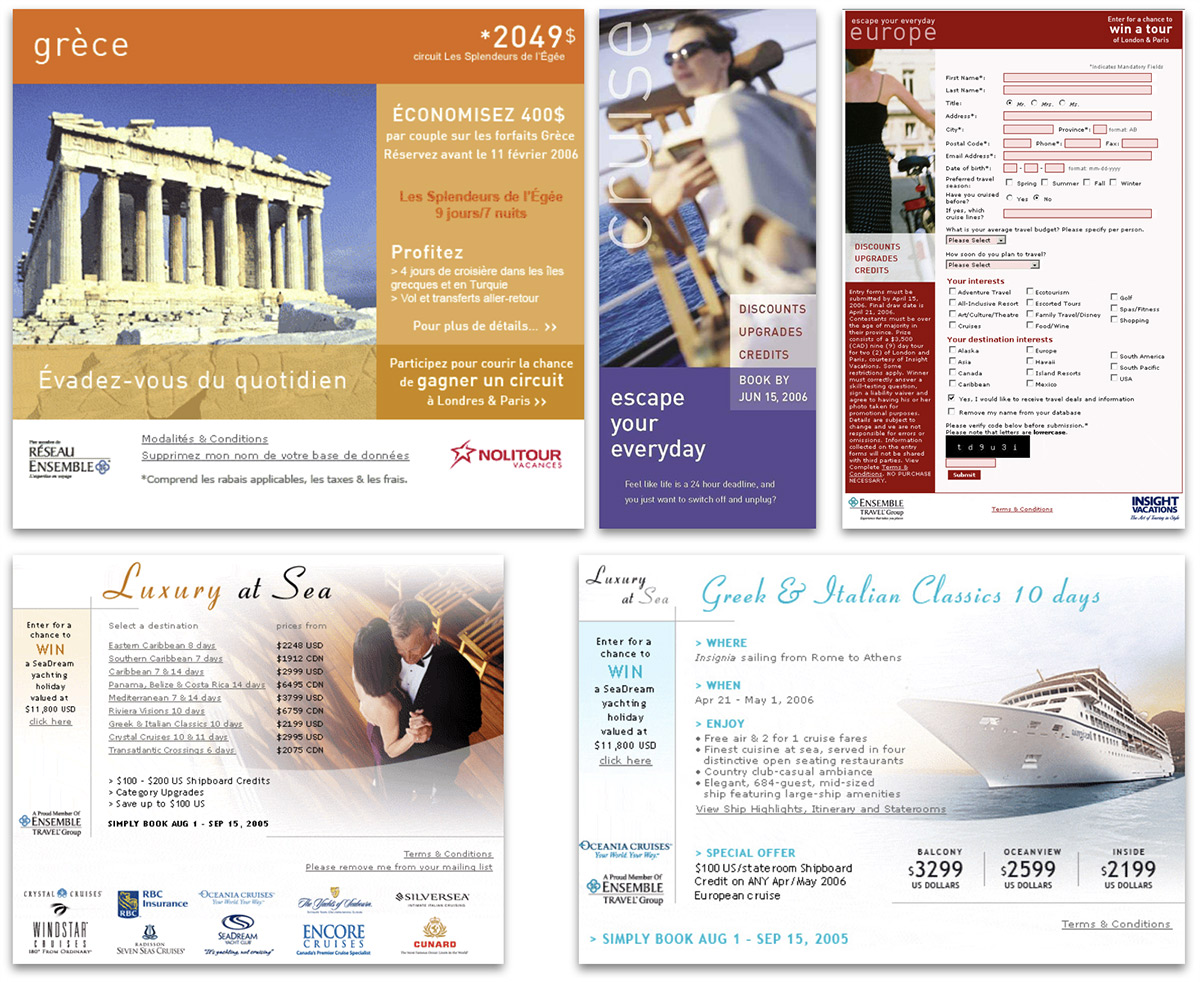 grèce
*2049$
circuit Les Splendeurs de l'Égée
ÉCONOMISEZ 400$
par couple sur les forfaits Grèce
Réservez avant le 11 février 2006
Les Splendeurs de l'Égée
9 jours/7 nuits
Profitez
> 4 jours de croisière dans les îles
grecques et en Turquie
> Vol et transferts aller-retour
Pour plus de détails... >>
Évadez-vous du quotidien
Participez pour courir la chance
de gagner un circuit
à Londres & Paris >>
RÉSEAU
ENSEMBLE
L'expertise en voyage
Modalités & Conditions
Supprimez mon nom de votre base de données
*Comprend les rabais applicables, les taxes & les frais.
NOLITOUR
VACANCES
cruise
DISCOUNTS
UPGRADES
CREDITS
BOOK BY
JUN 15, 2006
escape
your
everyday
Feel like life is a 24 hour deadline, and
you just want to switch off and unplug?
escape your everyday
europe
Enter for a chance to
win a tour
of London & Paris
*Indicates Mandatory Fields
First Name*:
Last Name*:
Title: Mr. Mrs. Ms.
Address*:
City*: Province*: format: AB
Postal Code*: Phone*: Fax:
Email Address*:
Date of birth*: - - format: mm-dd-yyyy
Preferred travel
season: Spring Summer Fall Winter
Have you cruised
before? Yes No
If yes, which
cruise lines?
What is your average travel budget? Please specify per person.
Please Select
How soon do you plan to travel?
Please Select
Your interests
Adventure Travel Ecotourism Golf
All-Inclusive Resort Escorted Tours Spas/Fitness
Art/Culture/Theatre Family Travel/Disney Shopping
Cruises Food/Wine
Your destination interests
Alaska Europe South America
Asia Hawaii South Pacific
Canada Island Resorts USA
Caribbean Mexico
Yes, I would like to receive travel deals and information
Remove my name from your database
Please verify code below before submission.*
Please note that letters are lowercase.
td9u3i
Submit
DISCOUNTS
UPGRADES
CREDITS
Entry forms must be
submitted by April 15,
2006. Final draw date is
April 21, 2006.
Contestants must be over
the age of majority in
their province. Prize
consists of a $3,500
(CAD) nine (9) day tour
for two (2) of London and
Paris, courtesy of Insight
Vacations. Some
restrictions apply. Winner
must correctly answer a
skill-testing question,
sign a liability waiver and
agree to having his or her
photo taken for
promotional purposes.
Details are subject to
change and we are not
responsible for errors or
omissions. Information
collected on the entry
forms will not be shared
with third parties. View
Complete Terms &
Conditions. NO PURCHASE
NECESSARY.
ENSEMBLE
TRAVEL Group
Experience that takes you places
Terms & Conditions
INSIGHT
VACATIONS
The Art of Touring in Style
Luxury at Sea
Enter for a
chance to
WIN
a SeaDream
yachting
holiday
valued at
$11,800 USD
click here
Select a destination prices from
Eastern Caribbean 8 days $2248 USD
Southern Caribbean 7 days $1912 CDN
Caribbean 7 & 14 days $2999 USD
Panama, Belize & Costa Rica 14 days $6495 CDN
Mediterranean 7 & 14 days $3799 USD
Riviera Visions 10 days $6759 CDN
Greek & Italian Classics 10 days $2199 USD
Crystal Cruises 10 & 11 days $2995 USD
Transatlantic Crossings 6 days $2075 CDN
> $100 - $200 US Shipboard Credits
> Category Upgrades
> Save up to $100 US
SIMPLY BOOK AUG 1 - SEP 15, 2005
A Proud Member Of
ENSEMBLE
TRAVEL Group
Terms & Conditions
Please remove me from your mailing list
CRYSTAL CRUISES
RBC
RBC
Insurance
OCEANIA CRUISES
Your World. Your Way.
The Yachts of Seabourn
SILVERSEA
INTIMATE ITALIAN CRUISING
WINDSTAR
CRUISES
180° FROM ORDINARY
RADISSON
SEVEN SEAS CRUISES
SEADREAM
YACHT CLUB
"It's yachting, not cruising"
ENCORE
CRUISES
Canada's Premier Cruise Specialist
CUNARD
The Most Famous Ocean Liners in the World
Luxury
at Sea
Greek & Italian Classics 10 days
Enter for a
chance to
WIN
a SeaDream
yachting
holiday
valued at
$11,800 USD
click here
> WHERE
Insignia sailing from Rome to Athens
> WHEN
Apr 21 - May 1, 2006
> ENJOY
• Free air & 2 for 1 cruise fares
• Finest cuisine at sea, served in four
distinctive open seating restaurants
• Country club-casual ambiance
• Elegant, 684-guest, mid-sized
ship featuring large-ship amenities
View Ship Highlights, Itinerary and Staterooms
OCEANIA CRUISES
Your World. Your Way.
A Proud Member Of
ENSEMBLE
TRAVEL Group
> SPECIAL OFFER
$100 US/stateroom Shipboard
Credit on ANY Apr/May 2006
European cruise
BALCONY
$3299
US DOLLARS
OCEANVIEW
$2599
US DOLLARS
INSIDE
$2199
US DOLLARS
Terms & Conditions
> SIMPLY BOOK AUG 1 - SEP 15, 2005